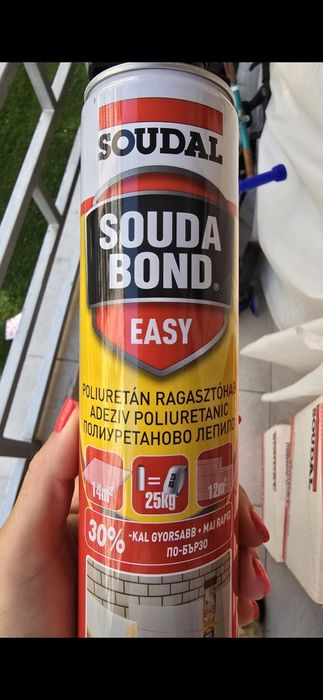 SOUDAL
SOUDA
BOND®
EASY
POLIURETÁN RAGASZTÓHAB
ADEZIV POLIURETANIC
ПОЛИУРЕТАНОВО ЛЕПИЛО
14m² 1= 25kg 12m²
30% -KAL GYORSABB • MAI RAPID
ПО-БЪРЗО
SOUDAL